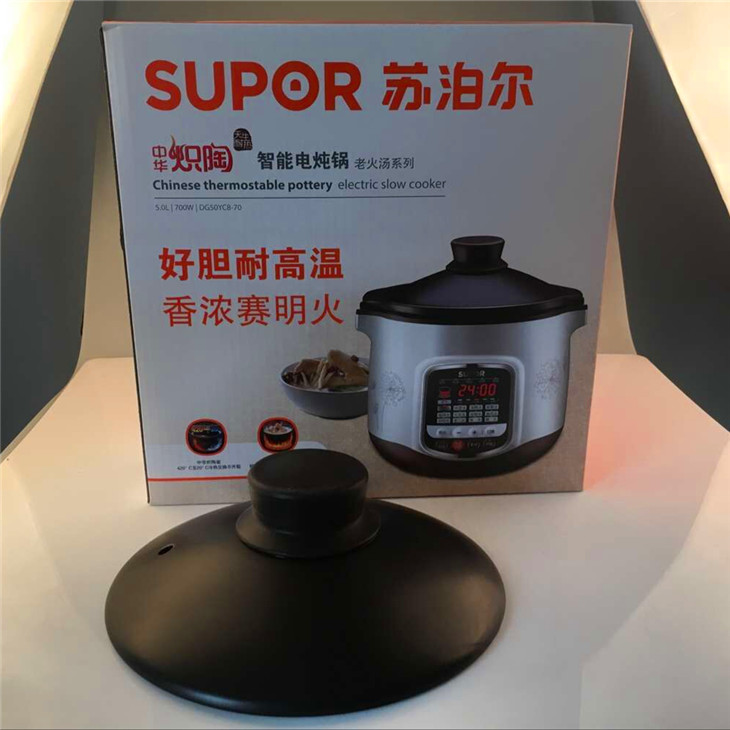 SUPOR 苏泊尔
中华炽陶 智能电炖锅 老火汤系列
Chinese thermostable pottery electric slow cooker
5.0L | 700W | DG50YC8-70
好胆耐高温
香浓赛明火
SUPOR
24:00